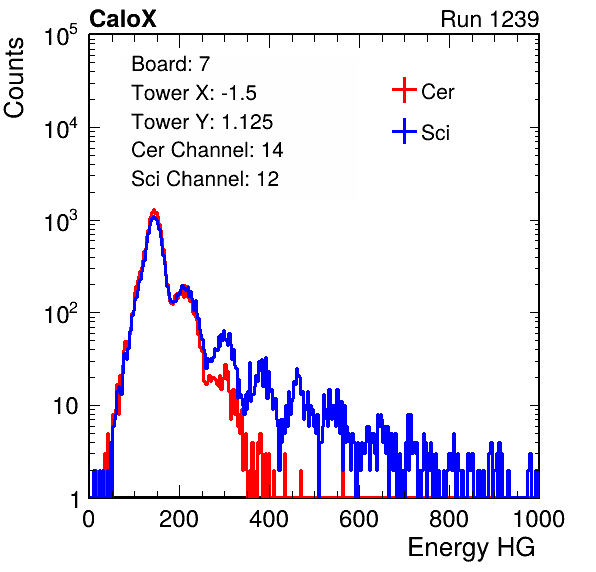 CaloX Run 1239
Counts
10^5
10^4
10^3
10^2
10
1
Board: 7
Tower X: -1.5
Tower Y: 1.125
Cer Channel: 14
Sci Channel: 12
Cer
Sci
0 200 400 600 800 1000
Energy HG